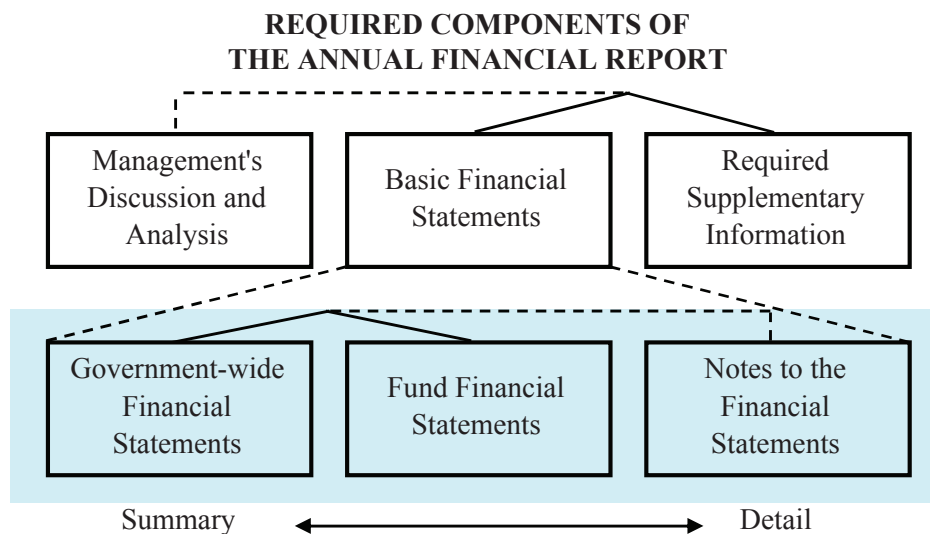 REQUIRED COMPONENTS OF
THE ANNUAL FINANCIAL REPORT
Management's
Discussion and
Analysis
Basic Financial
Statements
Required
Supplementary
Information
Government-wide
Financial
Statements
Fund Financial
Statements
Notes to the
Financial
Statements
Summary
Detail